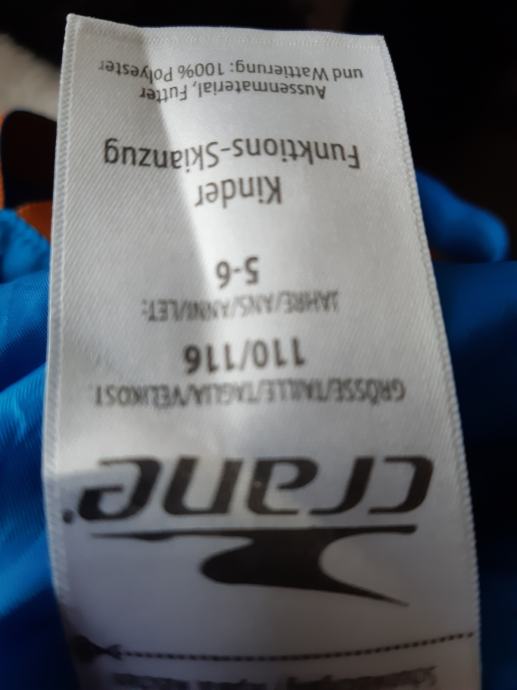 crane®
GRÖSSE/TAILLE/TAGLIA/VELIKOST
110/116
JAHRE/ANS/ANNI/LET:
5-6
Kinder
Funktions-Skianzug
Aussenmaterial, Futter
und Wattierung: 100% Polyester